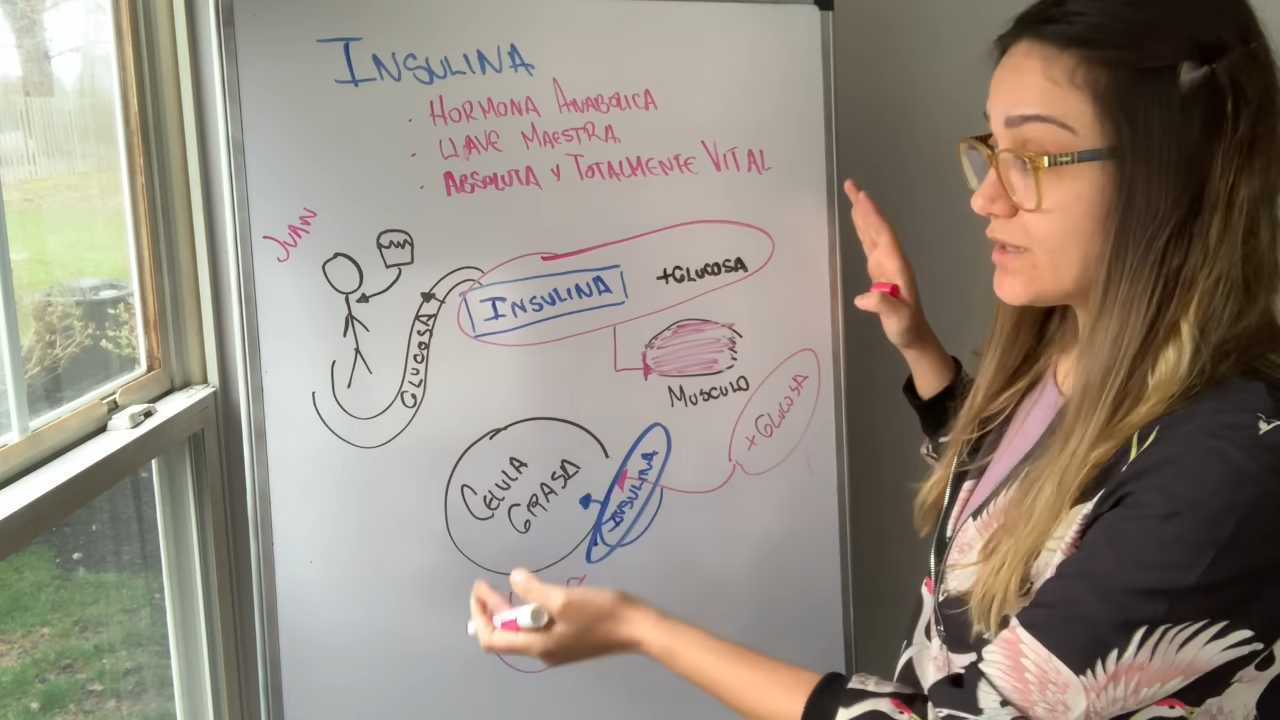 INSULINA
· HORMONA ANABOLICA
· LLAVE MAESTRA
· ABSOLUTA Y TOTALMENTE VITAL
JUAN
GLUCOSA
INSULINA +GLUCOSA
MUSCULO
+ GLUCOSA
CELULA
GRASA
INSULINA